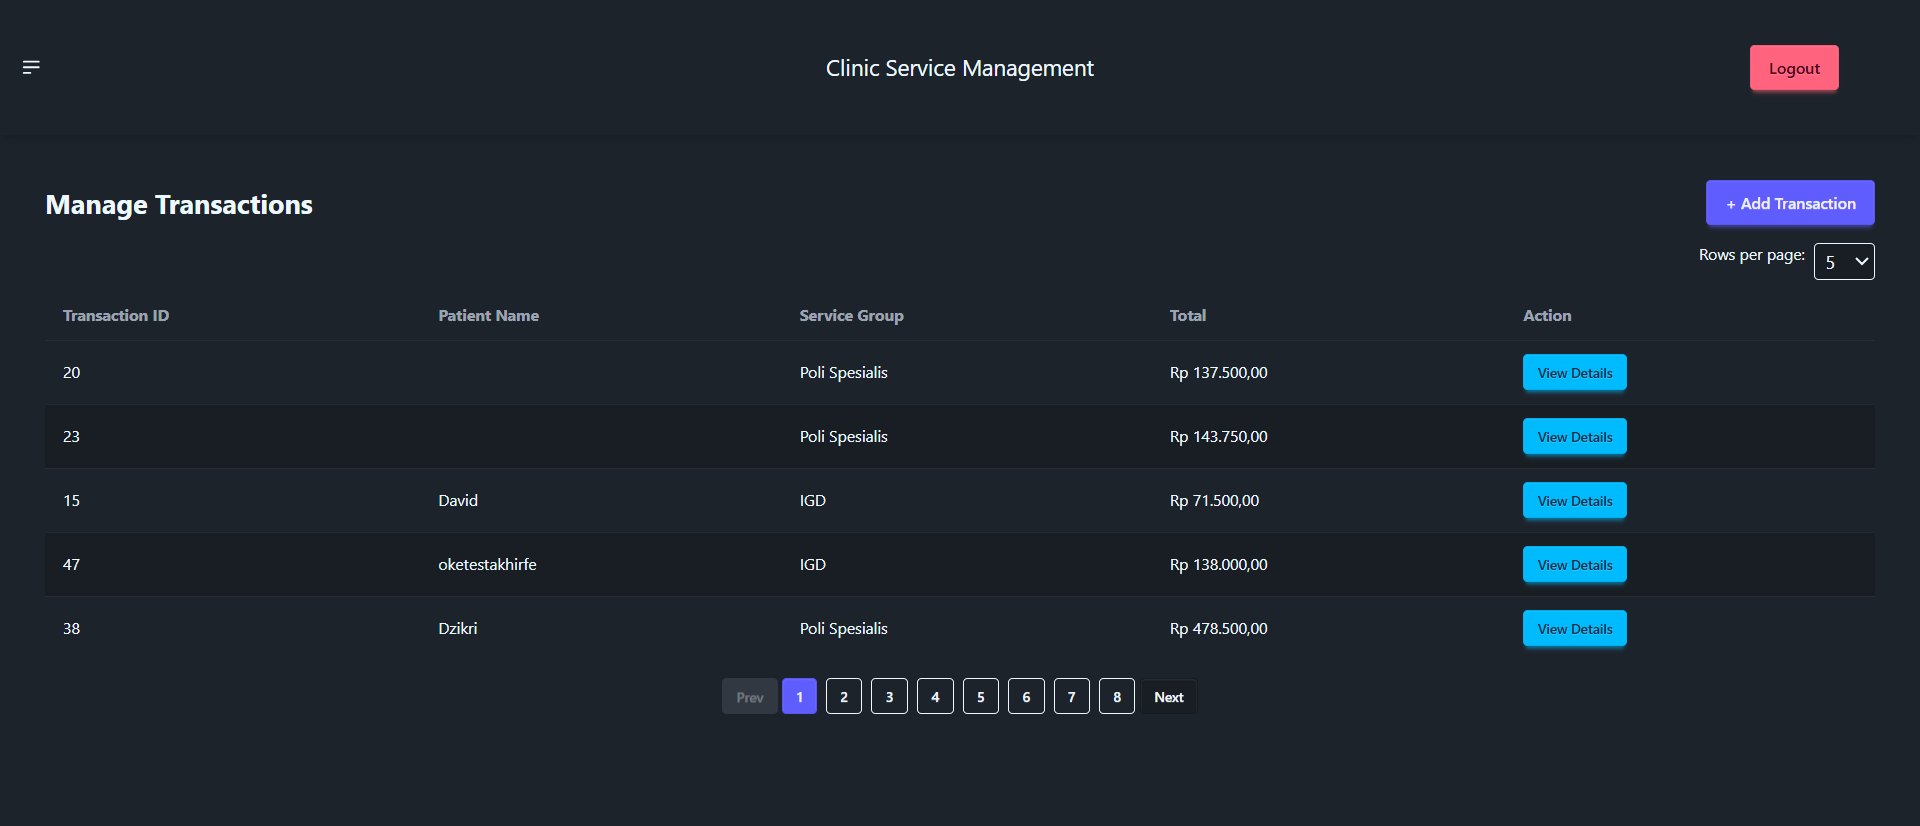 Clinic Service Management
Logout
Manage Transactions
+ Add Transaction
Rows per page: 5
Transaction ID Patient Name Service Group Total Action
20 Poli Spesialis Rp 137.500,00 View Details
23 Poli Spesialis Rp 143.750,00 View Details
15 David IGD Rp 71.500,00 View Details
47 oketestakhirfe IGD Rp 138.000,00 View Details
38 Dzikri Poli Spesialis Rp 478.500,00 View Details
Prev 1 2 3 4 5 6 7 8 Next